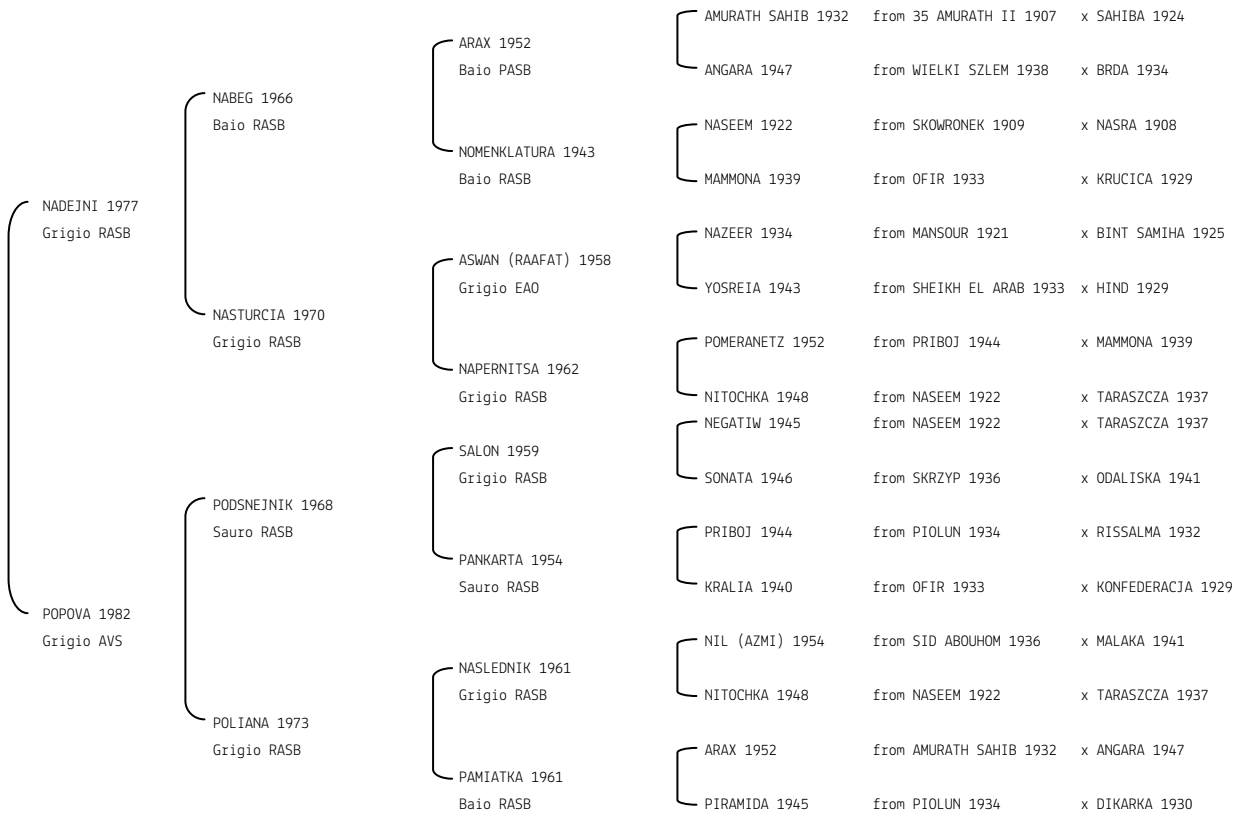 AMURATH SAHIB 1932 from 35 AMURATH II 1907 x SAHIBA 1924
ARAX 1952
Baio PASB
ANGARA 1947 from WIELKI SZLEM 1938 x BRDA 1934
NABEG 1966
Baio RASB
NASEEM 1922 from SKOWRONEK 1909 x NASRA 1908
NOMENKLATURA 1943
Baio RASB
MAMMONA 1939 from OFIR 1933 x KRUCICA 1929
NADEJNI 1977
Grigio RASB
NAZEER 1934 from MANSOUR 1921 x BINT SAMIHA 1925
ASWAN (RAAFAT) 1958
Grigio EAO
YOSREIA 1943 from SHEIKH EL ARAB 1933 x HIND 1929
NASTURCIA 1970
Grigio RASB
POMERANETZ 1952 from PRIBOJ 1944 x MAMMONA 1939
NAPERNITSA 1962
Grigio RASB
NITOCHKA 1948 from NASEEM 1922 x TARASZCZA 1937
NEGATIW 1945 from NASEEM 1922 x TARASZCZA 1937
SALON 1959
Grigio RASB
SONATA 1946 from SKRZYP 1936 x ODALISKA 1941
PODSNEJNIK 1968
Sauro RASB
PRIBOJ 1944 from PIOLUN 1934 x RISSALMA 1932
PANKARTA 1954
Sauro RASB
KRALIA 1940 from OFIR 1933 x KONFEDERACJA 1929
POPOVA 1982
Grigio AVS
NIL (AZMI) 1954 from SID ABOUHOM 1936 x MALAKA 1941
NASLEDNIK 1961
Grigio RASB
NITOCHKA 1948 from NASEEM 1922 x TARASZCZA 1937
POLIANA 1973
Grigio RASB
ARAX 1952 from AMURATH SAHIB 1932 x ANGARA 1947
PAMIATKA 1961
Baio RASB
PIRAMIDA 1945 from PIOLUN 1934 x DIKARKA 1930